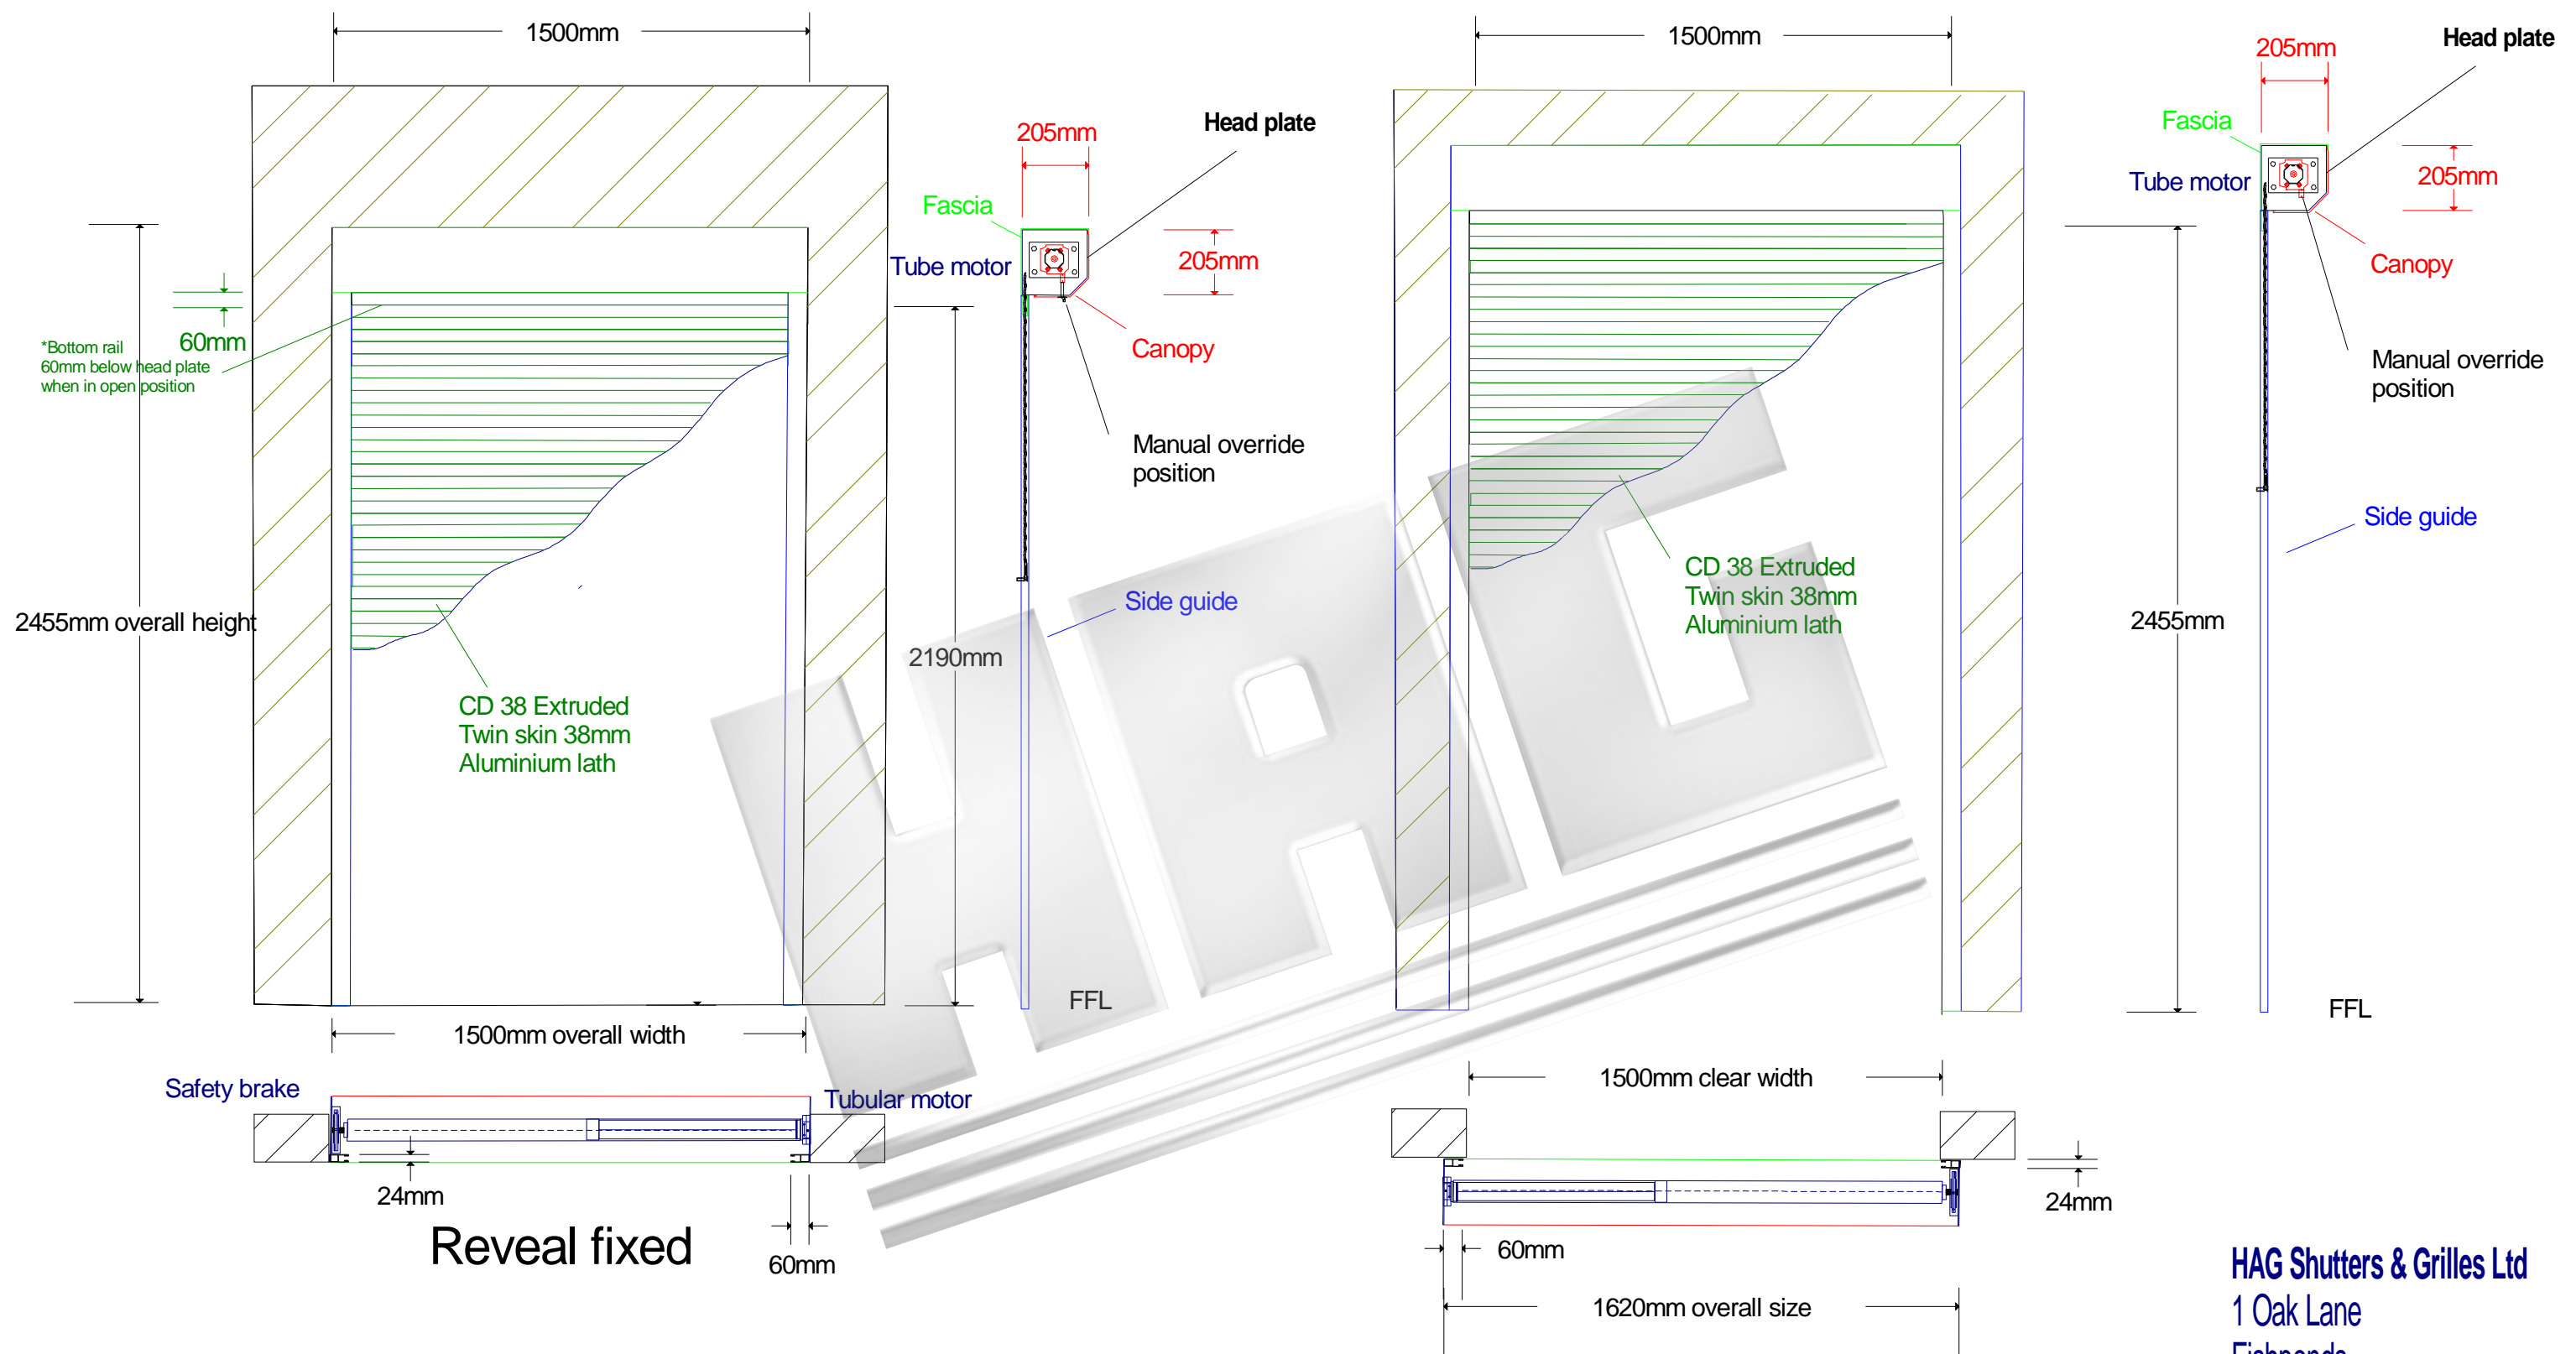 1500mm
Head plate
205mm
Fascia
205mm
Tube motor
Canopy
Manual override
position
60mm
*Bottom rail
60mm below head plate
when in open position
2455mm overall height
CD 38 Extruded
Twin skin 38mm
Aluminium lath
Side guide
2190mm
FFL
1500mm overall width
Safety brake
Tubular motor
24mm
60mm
Reveal fixed
1500mm
Head plate
205mm
Fascia
205mm
Tube motor
Canopy
Manual override
position
Side guide
CD 38 Extruded
Twin skin 38mm
Aluminium lath
2455mm
FFL
1500mm clear width
24mm
60mm
1620mm overall size
HAG
HAG Shutters & Grilles Ltd
1 Oak Lane
Fishponds